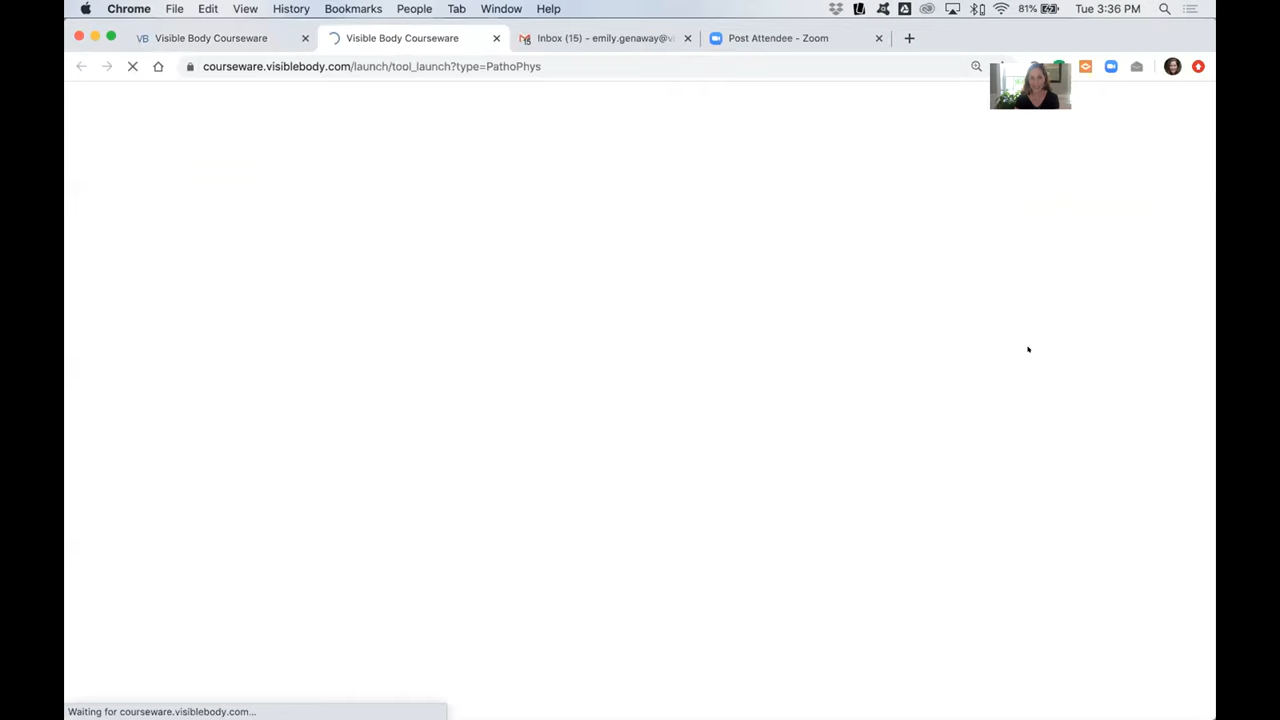 Chrome File Edit View History Bookmarks People Tab Window Help 81% Tue 3:36 PM
VB Visible Body Courseware Visible Body Courseware Inbox (15) - emily.genaway@vi Post Attendee - Zoom
courseware.visiblebody.com/launch/tool_launch?type=PathoPhys
Waiting for courseware.visiblebody.com...